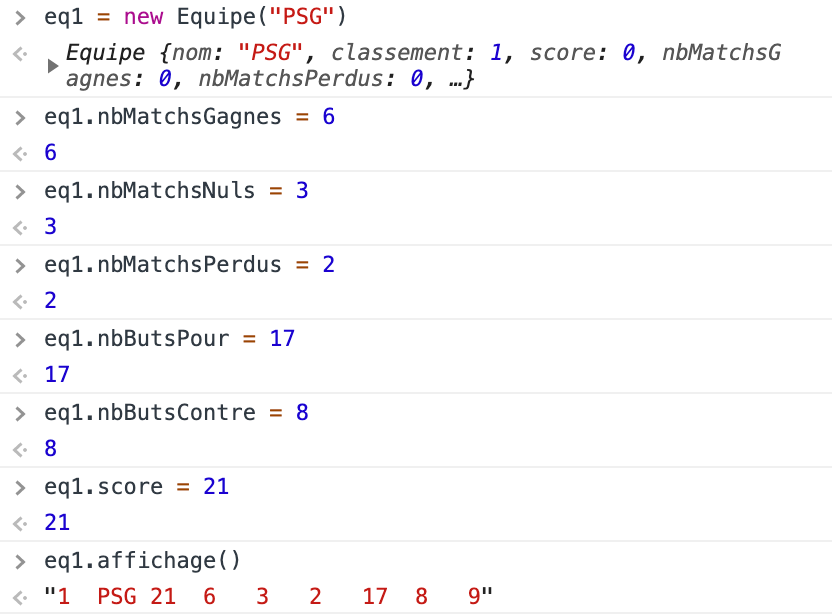 > eq1 = new Equipe("PSG")
Equipe {nom: "PSG", classement: 1, score: 0, nbMatchsG
agnes: 0, nbMatchsPerdus: 0, …}
> eq1.nbMatchsGagnes = 6
6
> eq1.nbMatchsNuls = 3
3
> eq1.nbMatchsPerdus = 2
2
> eq1.nbButsPour = 17
17
> eq1.nbButsContre = 8
8
> eq1.score = 21
21
> eq1.affichage()
"1  PSG 21  6   3   2   17  8   9"